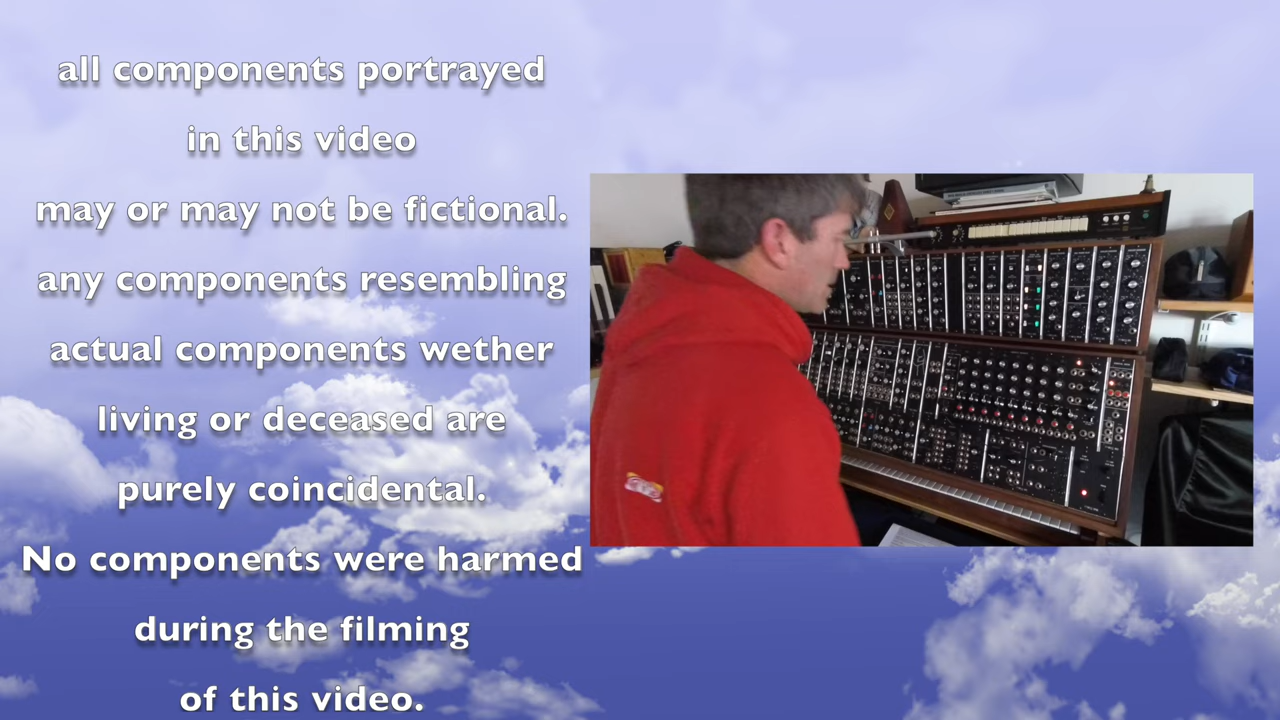 all components portrayed
in this video
may or may not be fictional.
any components resembling
actual components wether
living or deceased are
purely coincidental.
No components were harmed
during the filming
of this video.